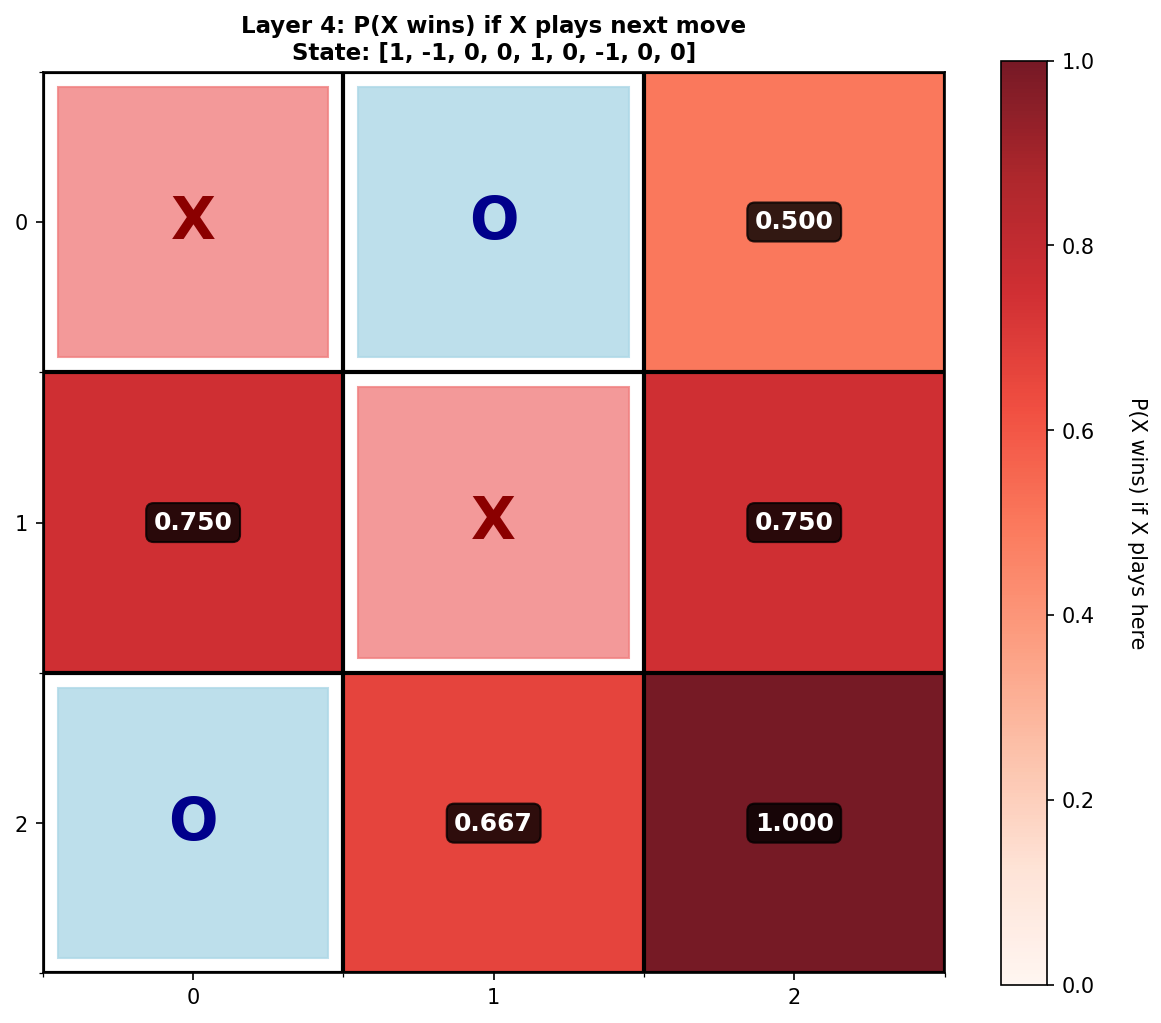 Layer 4: P(X wins) if X plays next move
State: [1, -1, 0, 0, 1, 0, -1, 0, 0]
0
X
O
0.500
1
0.750
X
0.750
2
O
0.667
1.000
0
1
2
1.0
0.8
0.6
0.4
0.2
0.0
P(X wins) if X plays here